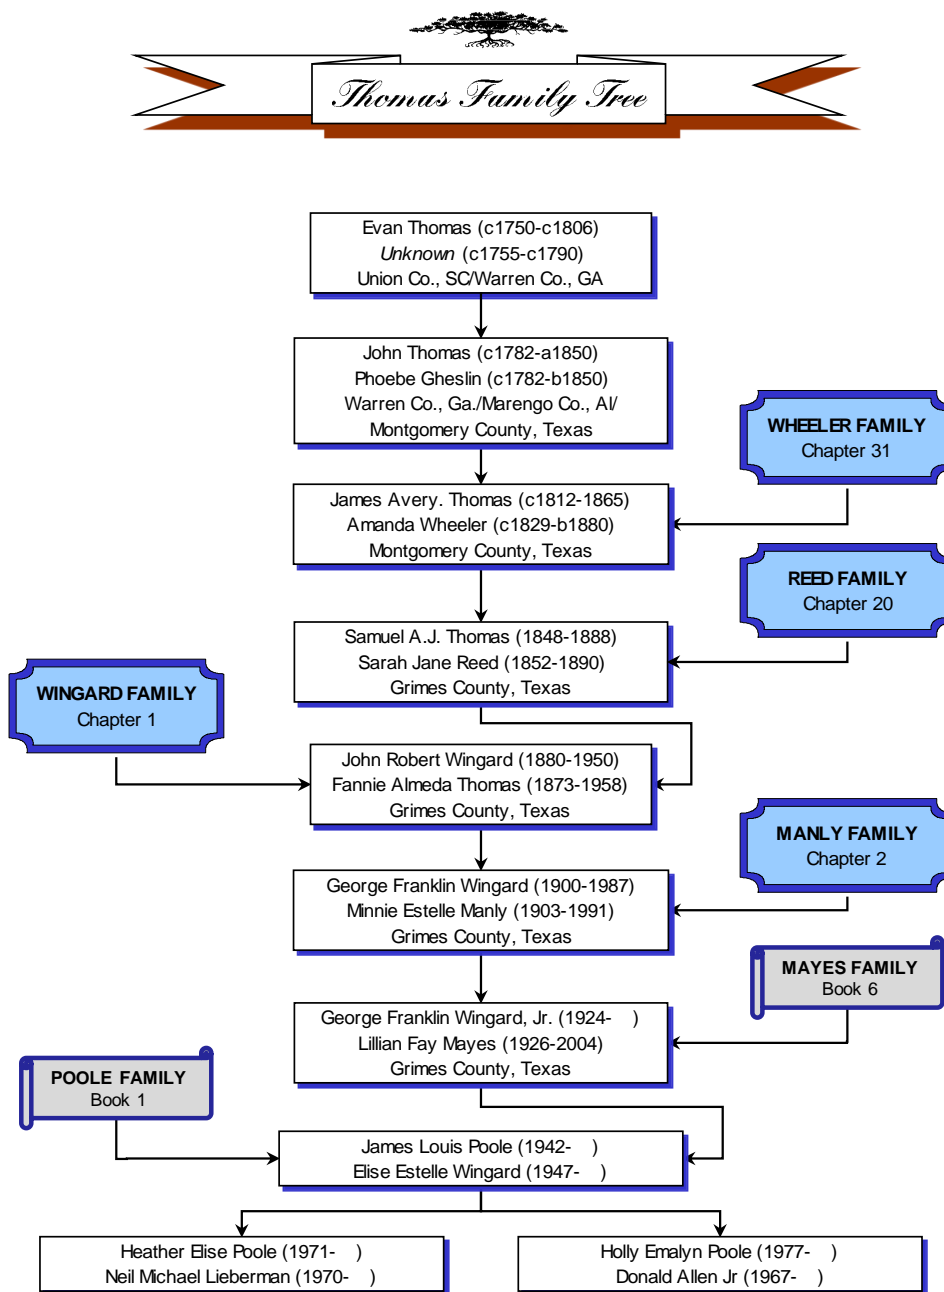 Thomas Family Tree
Evan Thomas (c1750-c1806)
Unknown (c1755-c1790)
Union Co., SC/Warren Co., GA
John Thomas (c1782-a1850)
Phoebe Gheslin (c1782-b1850)
Warren Co., Ga./Marengo Co., Al/
Montgomery County, Texas
WHEELER FAMILY
Chapter 31
James Avery. Thomas (c1812-1865)
Amanda Wheeler (c1829-b1880)
Montgomery County, Texas
REED FAMILY
Chapter 20
Samuel A.J. Thomas (1848-1888)
Sarah Jane Reed (1852-1890)
Grimes County, Texas
WINGARD FAMILY
Chapter 1
John Robert Wingard (1880-1950)
Fannie Almeda Thomas (1873-1958)
Grimes County, Texas
MANLY FAMILY
Chapter 2
George Franklin Wingard (1900-1987)
Minnie Estelle Manly (1903-1991)
Grimes County, Texas
MAYES FAMILY
Book 6
George Franklin Wingard, Jr. (1924-    )
Lillian Fay Mayes (1926-2004)
Grimes County, Texas
POOLE FAMILY
Book 1
James Louis Poole (1942-    )
Elise Estelle Wingard (1947-    )
Heather Elise Poole (1971-    )
Neil Michael Lieberman (1970-    )
Holly Emalyn Poole (1977-    )
Donald Allen Jr (1967-    )